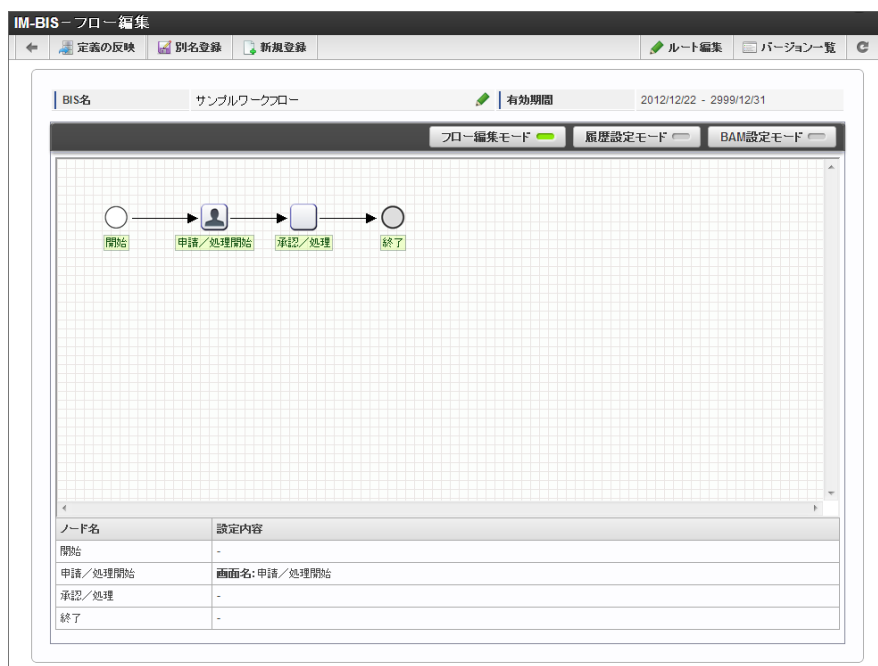 IM-BIS－フロー編集
定義の反映 別名登録 新規登録 ルート編集 バージョン一覧
BIS名 サンプルワークフロー 有効期間 2012/12/22 - 2999/12/31
フロー編集モード 履歴設定モード BAM設定モード
開始 申請／処理開始 承認／処理 終了
ノード名 設定内容
開始 -
申請／処理開始 画面名: 申請／処理開始
承認／処理 -
終了 -